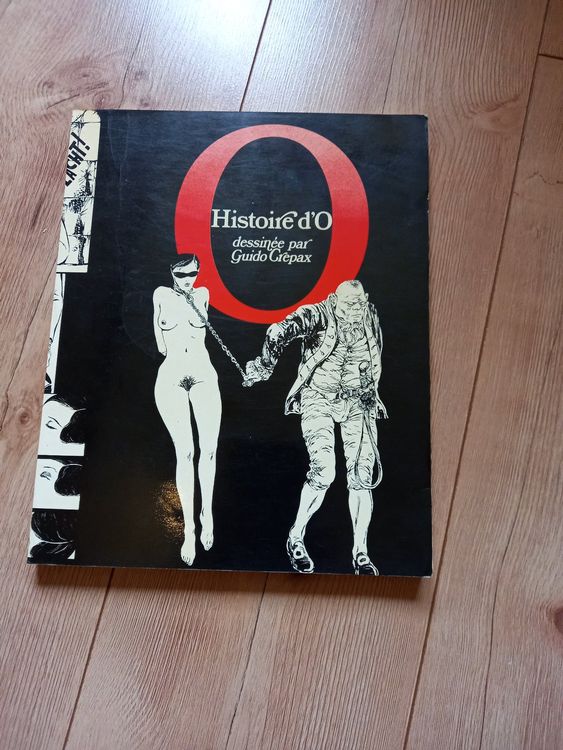 Histoire d'O
dessinée par
Guido Crepax